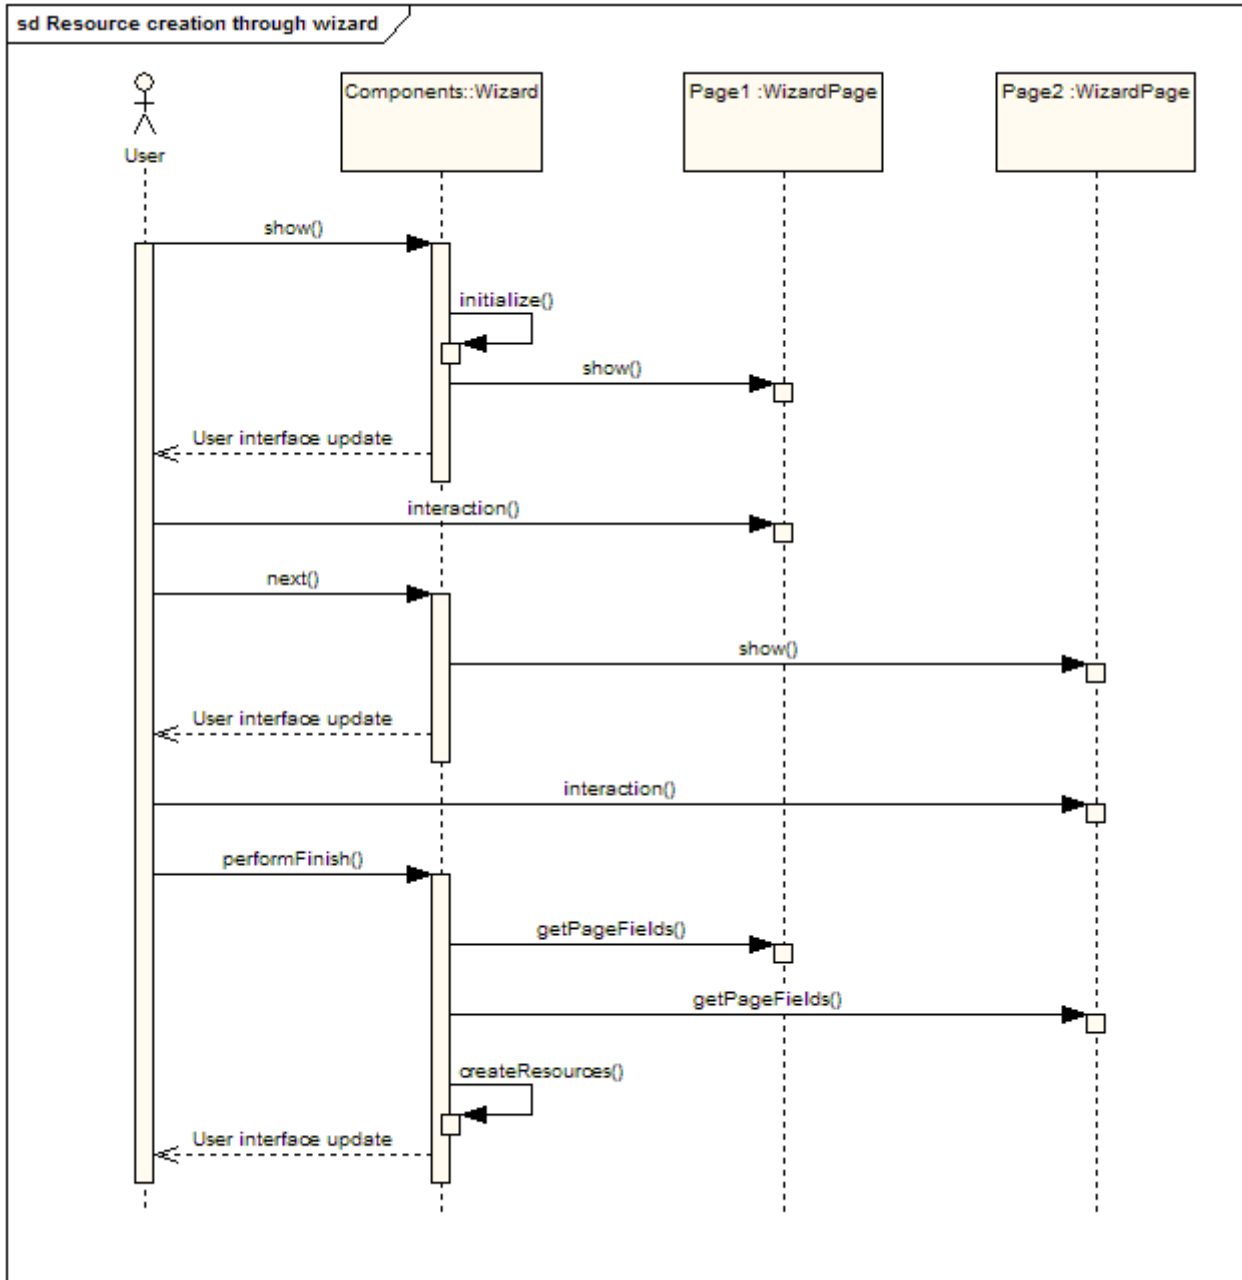 sd Resource creation through wizard
User
Components::Wizard
Page1 :WizardPage
Page2 :WizardPage
show()
initialize()
show()
User interface update
interaction()
next()
show()
User interface update
interaction()
performFinish()
getPageFields()
getPageFields()
createResources()
User interface update